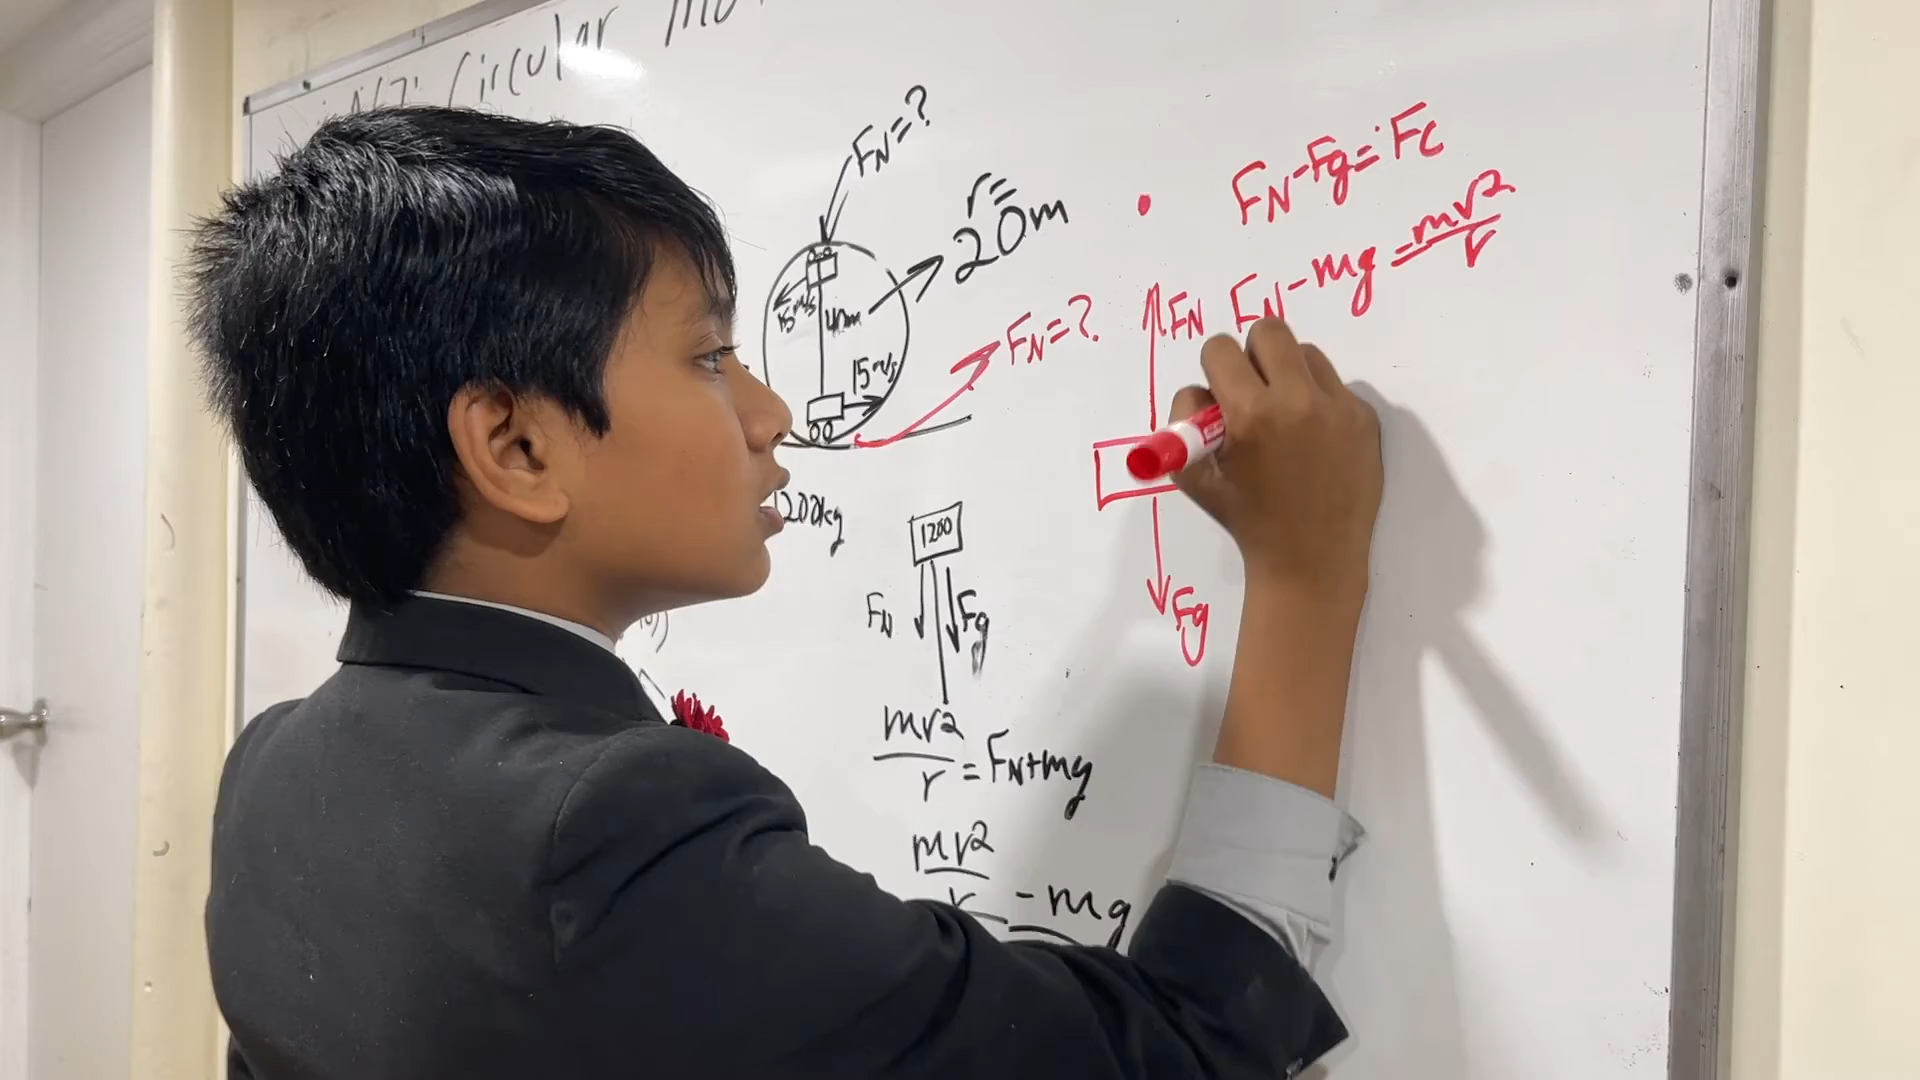 Circular
FN=?
r=
20m
15m/s
40m
15m/s
FN=?
1200kg
1200
FN
Fg
mv2
r
=FN+mg
mv2
r
-mg
FN-Fg=FC
FN-mg=mv2
r
FN
FN
Fg